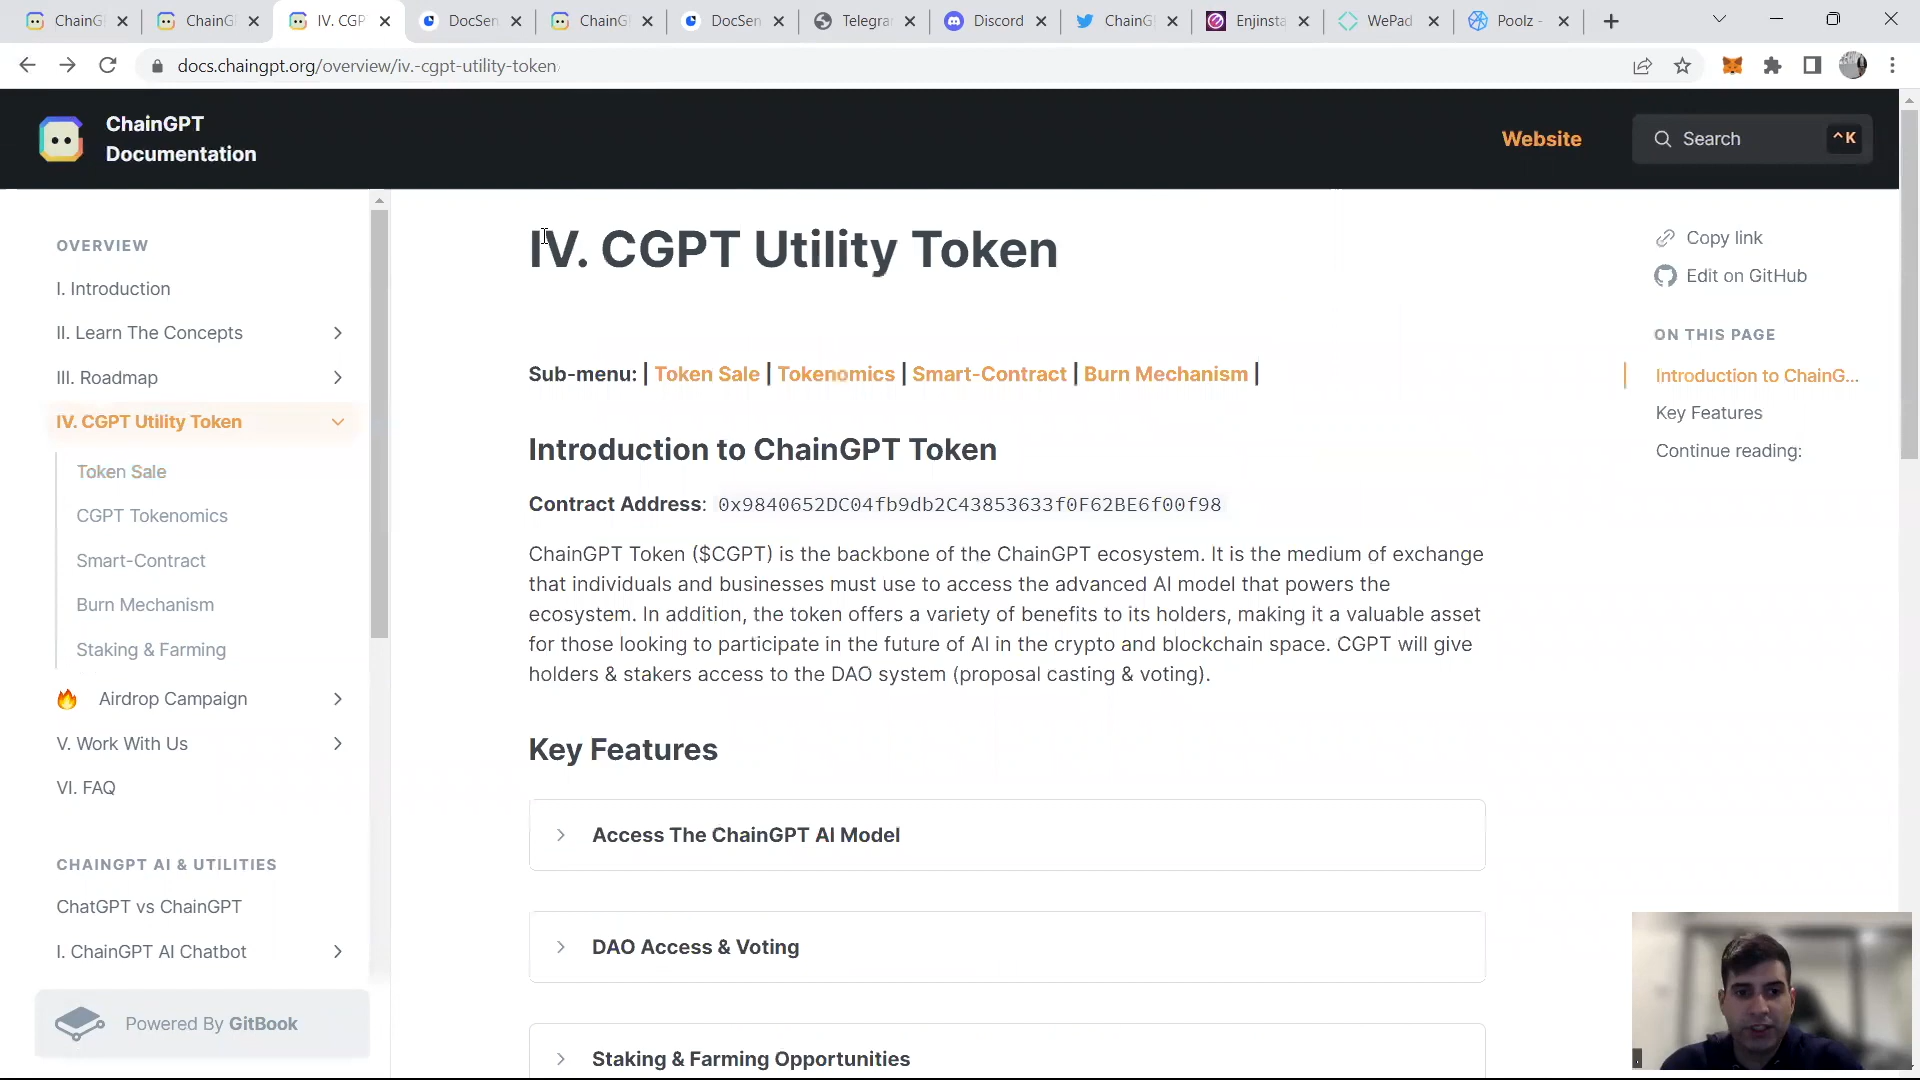 ChainG
ChainG
IV. CGP
DocSen
ChainG
DocSen
Telegra
Discord
ChainG
Enjinsta
WePad
Poolz -
docs.chaingpt.org/overview/iv.-cgpt-utility-token
ChainGPT
Documentation
Website
Search
^K
OVERVIEW
I. Introduction
II. Learn The Concepts
III. Roadmap
IV. CGPT Utility Token
Token Sale
CGPT Tokenomics
Smart-Contract
Burn Mechanism
Staking & Farming
Airdrop Campaign
V. Work With Us
VI. FAQ
CHAINGPT AI & UTILITIES
ChatGPT vs ChainGPT
I. ChainGPT AI Chatbot
Powered By GitBook
IV. CGPT Utility Token
Sub-menu: | Token Sale | Tokenomics | Smart-Contract | Burn Mechanism |
Introduction to ChainGPT Token
Contract Address: 0x9840652DC04fb9db2C43853633f0F62BE6f00f98
ChainGPT Token ($CGPT) is the backbone of the ChainGPT ecosystem. It is the medium of exchange
that individuals and businesses must use to access the advanced AI model that powers the
ecosystem. In addition, the token offers a variety of benefits to its holders, making it a valuable asset
for those looking to participate in the future of AI in the crypto and blockchain space. CGPT will give
holders & stakers access to the DAO system (proposal casting & voting).
Key Features
Access The ChainGPT AI Model
DAO Access & Voting
Staking & Farming Opportunities
Copy link
Edit on GitHub
ON THIS PAGE
Introduction to ChainG...
Key Features
Continue reading: